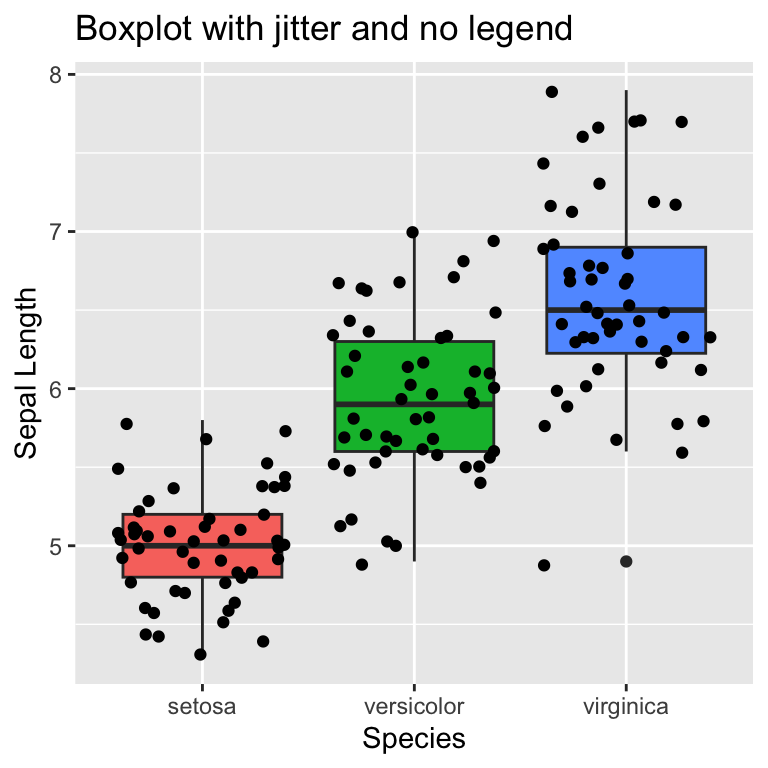 Boxplot with jitter and no legend
8
7
6
5
Sepal Length
setosa versicolor virginica
Species